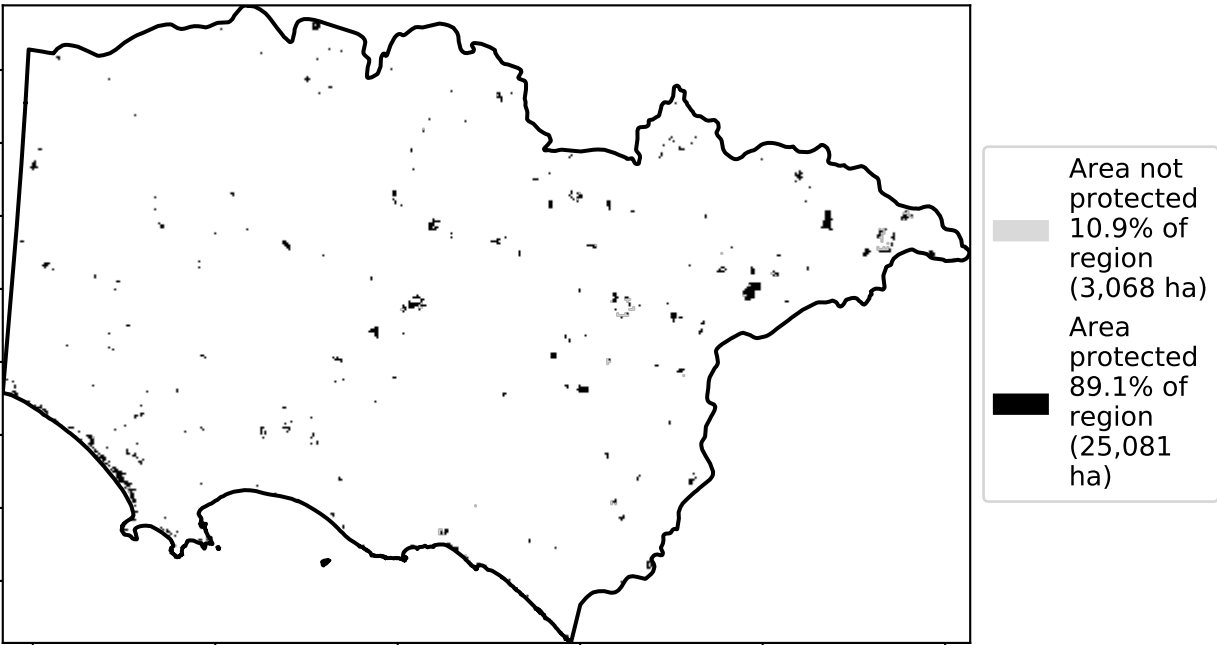 Area not
protected
10.9% of
region
(3,068 ha)
Area
protected
89.1% of
region
(25,081
ha)